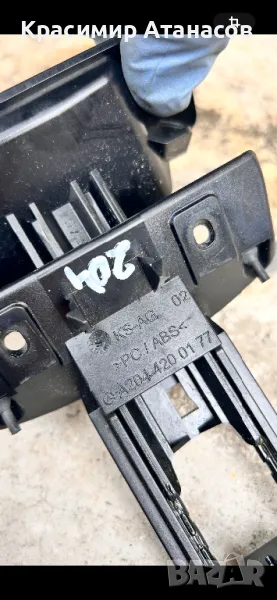 Красимир Атанасов
204
KS-AG. 02
>PC/ABS<
A204 420 01 77
bazar